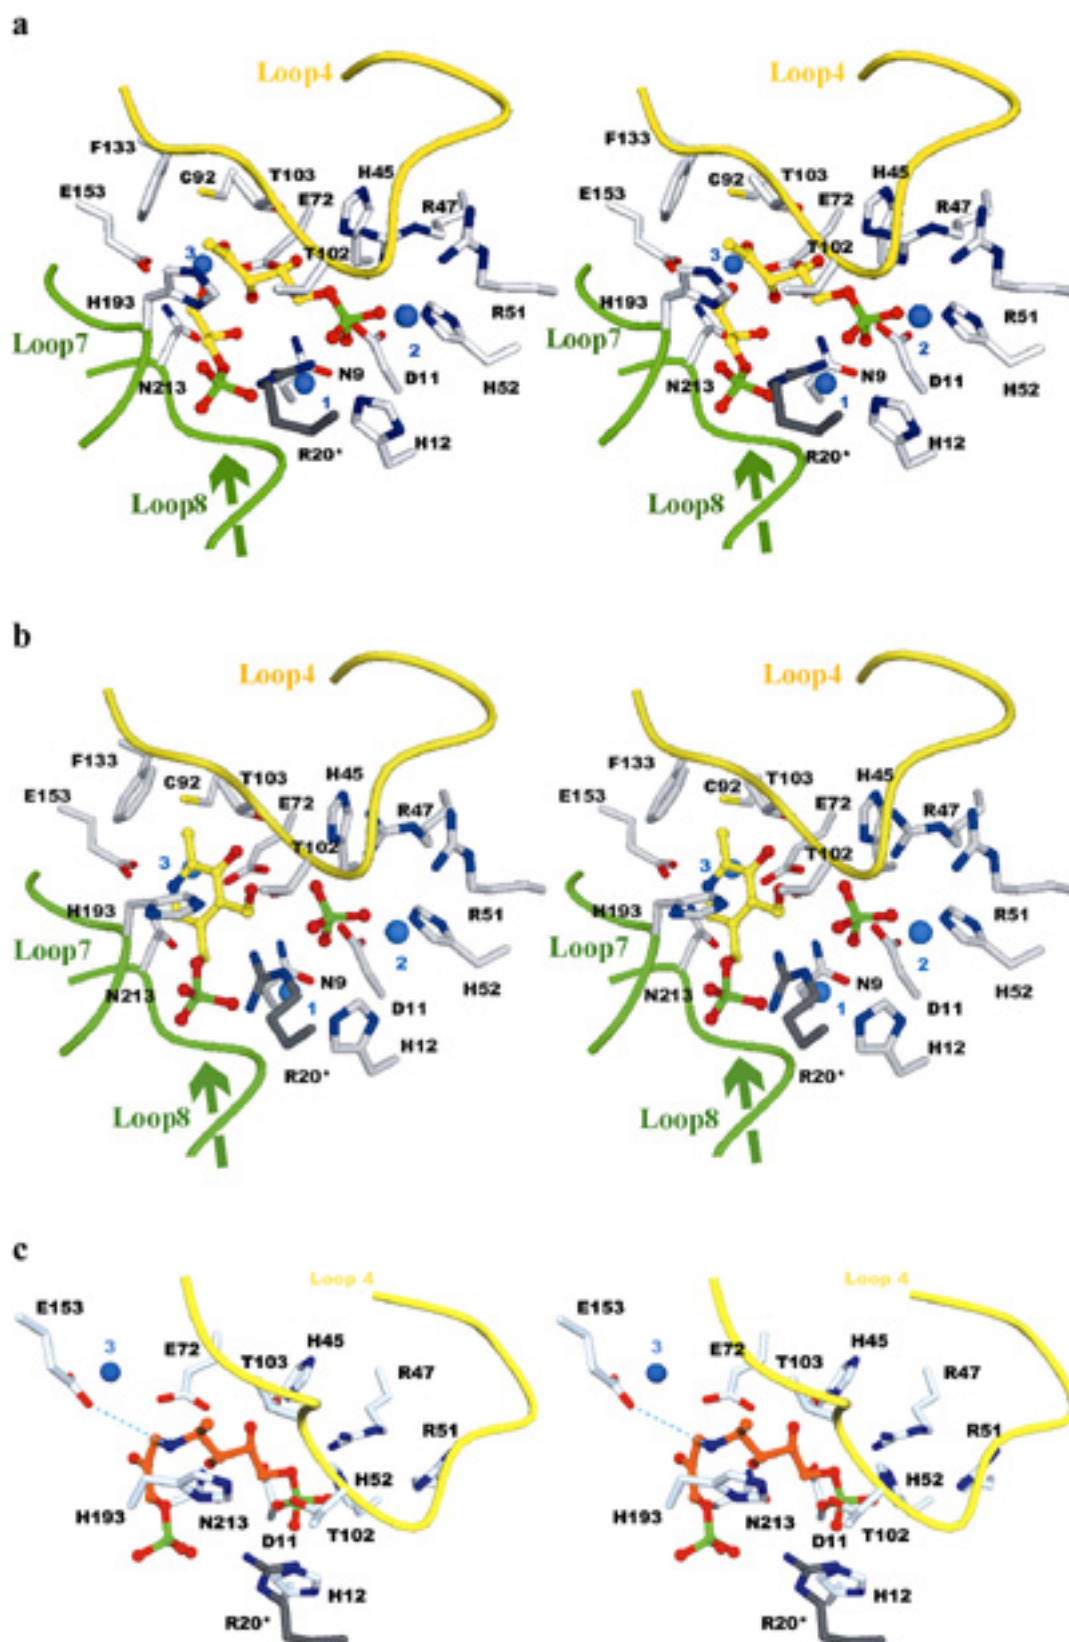 a
Loop4 Loop4
F133 C92 T103 H45 F133 C92 T103 H45
E153 E72 R47 E153 E72 R47
3 T102 3 T102
H193 R51 H193 R51
Loop7 2 Loop7 2
N213 N9 D11 H52 N213 N9 D11 H52
1 H12 1 H12
R20* R20*
Loop8 Loop8
b
Loop4 Loop4
F133 C92 T103 H45 F133 C92 T103 H45
E153 E72 R47 E153 E72 R47
3 T102 3 T102
H193 R51 H193 R51
Loop7 2 Loop7 2
N213 N9 H52 N213 N9 H52
1 D11 1 D11
H12 H12
R20* R20*
Loop8 Loop8
c
Loop 4 Loop 4
E153 3 E72 T103 H45 E153 3 E72 T103 H45
R47 R47
R51 R51
H52 H52
H193 N213 D11 T102 H193 N213 D11 T102
H12 H12
R20* R20*